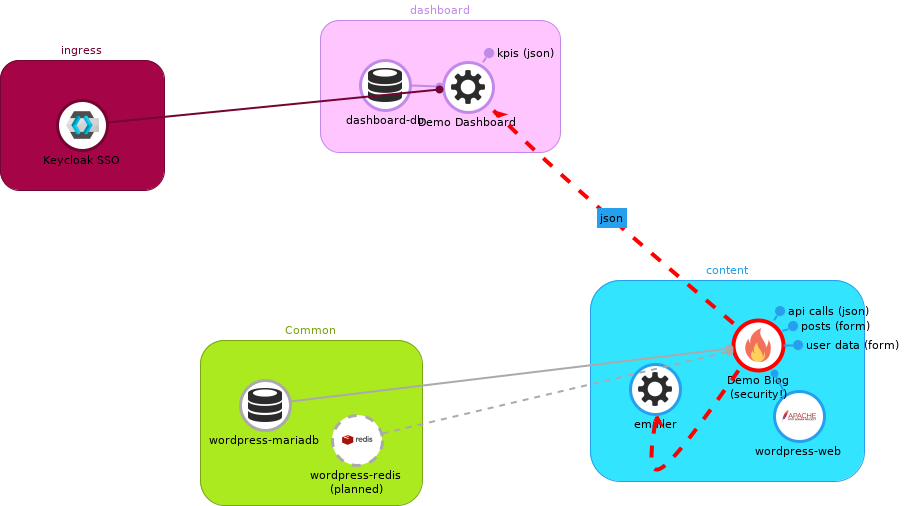 dashboard
ingress
kpis (json)
dashboard-db
Demo Dashboard
Keycloak SSO
json
content
api calls (json)
posts (form)
user data (form)
Common
Demo Blog
(security!)
emailer
APACHE
wordpress-web
wordpress-mariadb
redis
wordpress-redis
(planned)